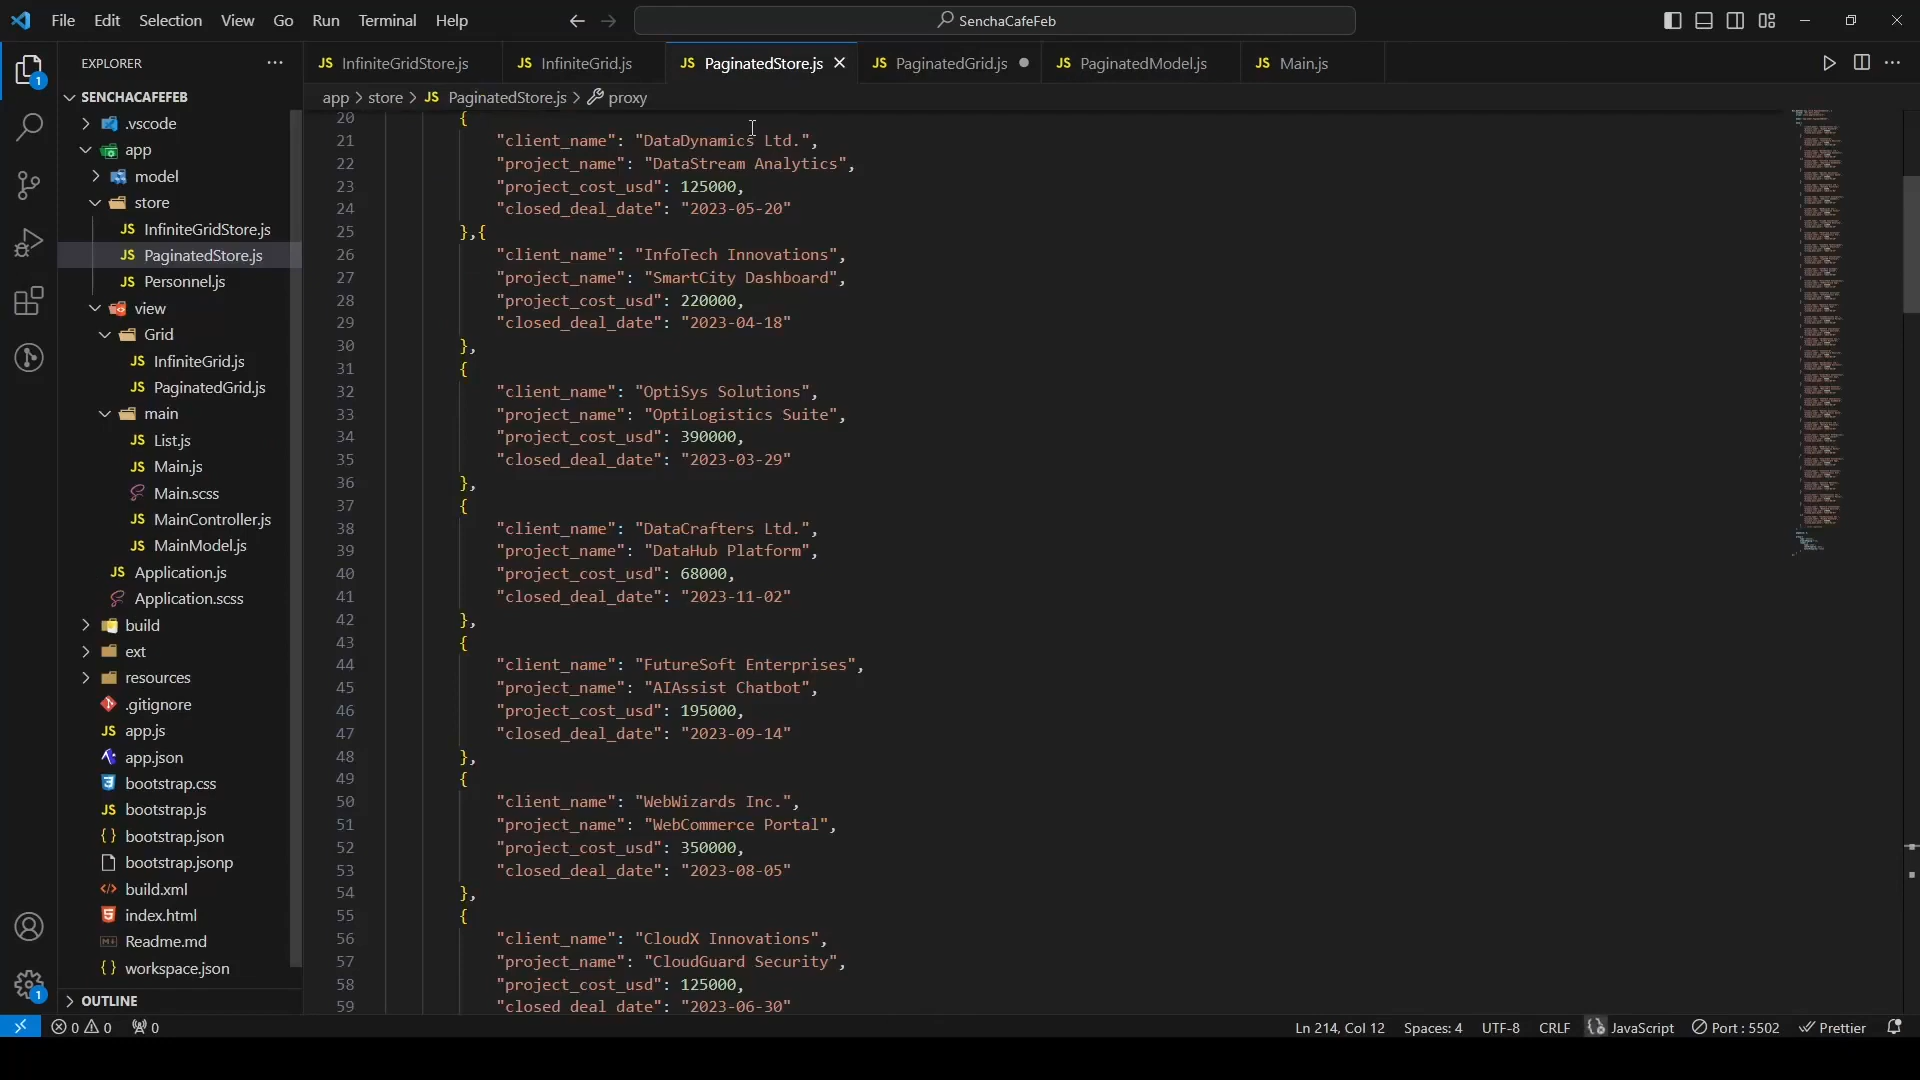 File Edit Selection View Go Run Terminal Help
SenchaCafeFeb
EXPLORER
SENCHACAFEFEB
.vscode
app
model
store
InfiniteGridStore.js
PaginatedStore.js
Personnel.js
view
Grid
InfiniteGrid.js
PaginatedGrid.js
main
List.js
Main.js
Main.scss
MainController.js
MainModel.js
Application.js
Application.scss
build
ext
resources
.gitignore
app.js
app.json
bootstrap.css
bootstrap.js
bootstrap.json
bootstrap.jsonp
build.xml
index.html
Readme.md
workspace.json
OUTLINE
JS InfiniteGridStore.js JS InfiniteGrid.js JS PaginatedStore.js JS PaginatedGrid.js JS PaginatedModel.js JS Main.js
app > store > JS PaginatedStore.js > proxy
20 {
21 "client_name": "DataDynamics Ltd.",
22 "project_name": "DataStream Analytics",
23 "project_cost_usd": 125000,
24 "closed_deal_date": "2023-05-20"
25 },{
26 "client_name": "InfoTech Innovations",
27 "project_name": "SmartCity Dashboard",
28 "project_cost_usd": 220000,
29 "closed_deal_date": "2023-04-18"
30 },
31 {
32 "client_name": "OptiSys Solutions",
33 "project_name": "OptiLogistics Suite",
34 "project_cost_usd": 390000,
35 "closed_deal_date": "2023-03-29"
36 },
37 {
38 "client_name": "DataCrafters Ltd.",
39 "project_name": "DataHub Platform",
40 "project_cost_usd": 68000,
41 "closed_deal_date": "2023-11-02"
42 },
43 {
44 "client_name": "FutureSoft Enterprises",
45 "project_name": "AIAssist Chatbot",
46 "project_cost_usd": 195000,
47 "closed_deal_date": "2023-09-14"
48 },
49 {
50 "client_name": "WebWizards Inc.",
51 "project_name": "WebCommerce Portal",
52 "project_cost_usd": 350000,
53 "closed_deal_date": "2023-08-05"
54 },
55 {
56 "client_name": "CloudX Innovations",
57 "project_name": "CloudGuard Security",
58 "project_cost_usd": 125000,
59 "closed_deal_date": "2023-06-30"
0 0 0 Ln 214, Col 12 Spaces: 4 UTF-8 CRLF JavaScript Port : 5502 Prettier